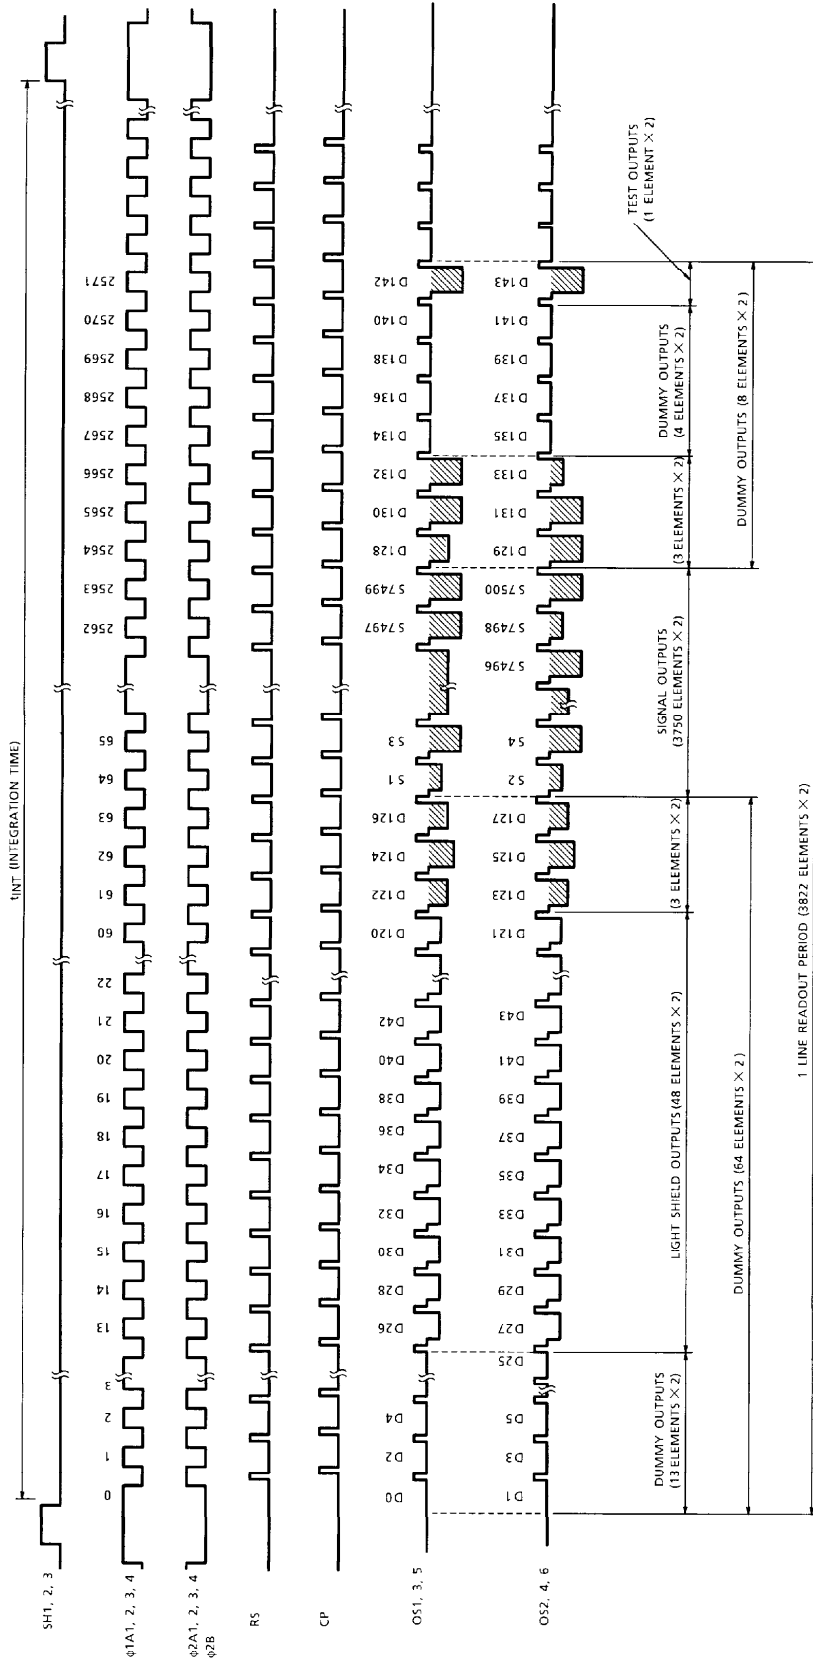 tINT (INTEGRATION TIME)
SH1, 2, 3
φ1A1, 2, 3, 4
0 1 2 3 13 14 15 16 17 18 19 20 21 22 60 61 62 63 64 65 2562 2563 2564 2565 2566 2567 2568 2569 2570 2571
φ2A1, 2, 3, 4
φ2B
RS
CP
OS1, 3, 5
D0 D2 D4 D26 D28 D30 D32 D34 D36 D38 D40 D42 D120 D122 D124 D126 S1 S3 S7497 S7499 D128 D130 D132 D134 D136 D138 D140 D142
OS2, 4, 6
D1 D3 D5 D25 D27 D29 D31 D33 D35 D37 D39 D41 D43 D121 D123 D125 D127 S2 S4 S7496 S7498 S7500 D129 D131 D133 D135 D137 D139 D141 D143
DUMMY OUTPUTS
(13 ELEMENTS × 2)
LIGHT SHIELD OUTPUTS (48 ELEMENTS × 2)
(3 ELEMENTS × 2)
SIGNAL OUTPUTS
(3750 ELEMENTS × 2)
(3 ELEMENTS × 2)
DUMMY OUTPUTS
(4 ELEMENTS × 2)
TEST OUTPUTS
(1 ELEMENT × 2)
DUMMY OUTPUTS (64 ELEMENTS × 2)
DUMMY OUTPUTS (8 ELEMENTS × 2)
1 LINE READOUT PERIOD (3822 ELEMENTS × 2)